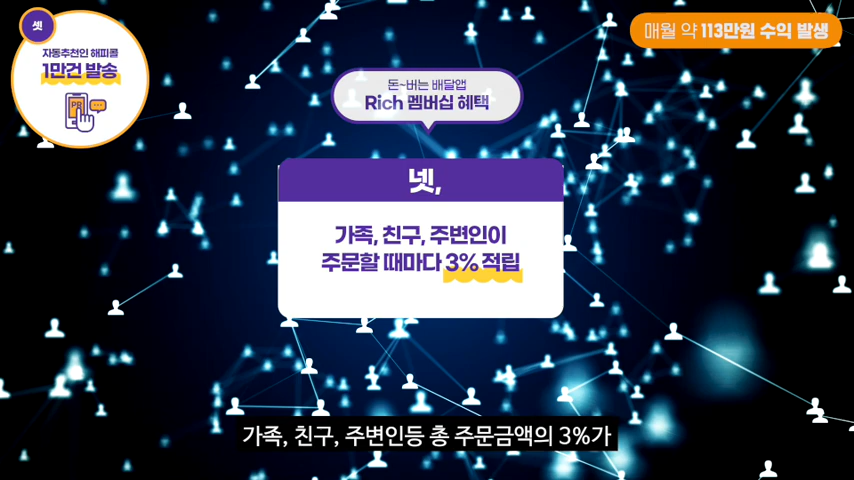 셋
자동추천인 해피콜
1만건 발송
PR
매월 약 113만원 수익 발생
돈~버는 배달앱
Rich 멤버십 혜택
넷,
가족, 친구, 주변인이
주문할 때마다 3% 적립
가족, 친구, 주변인등 총 주문금액의 3%가